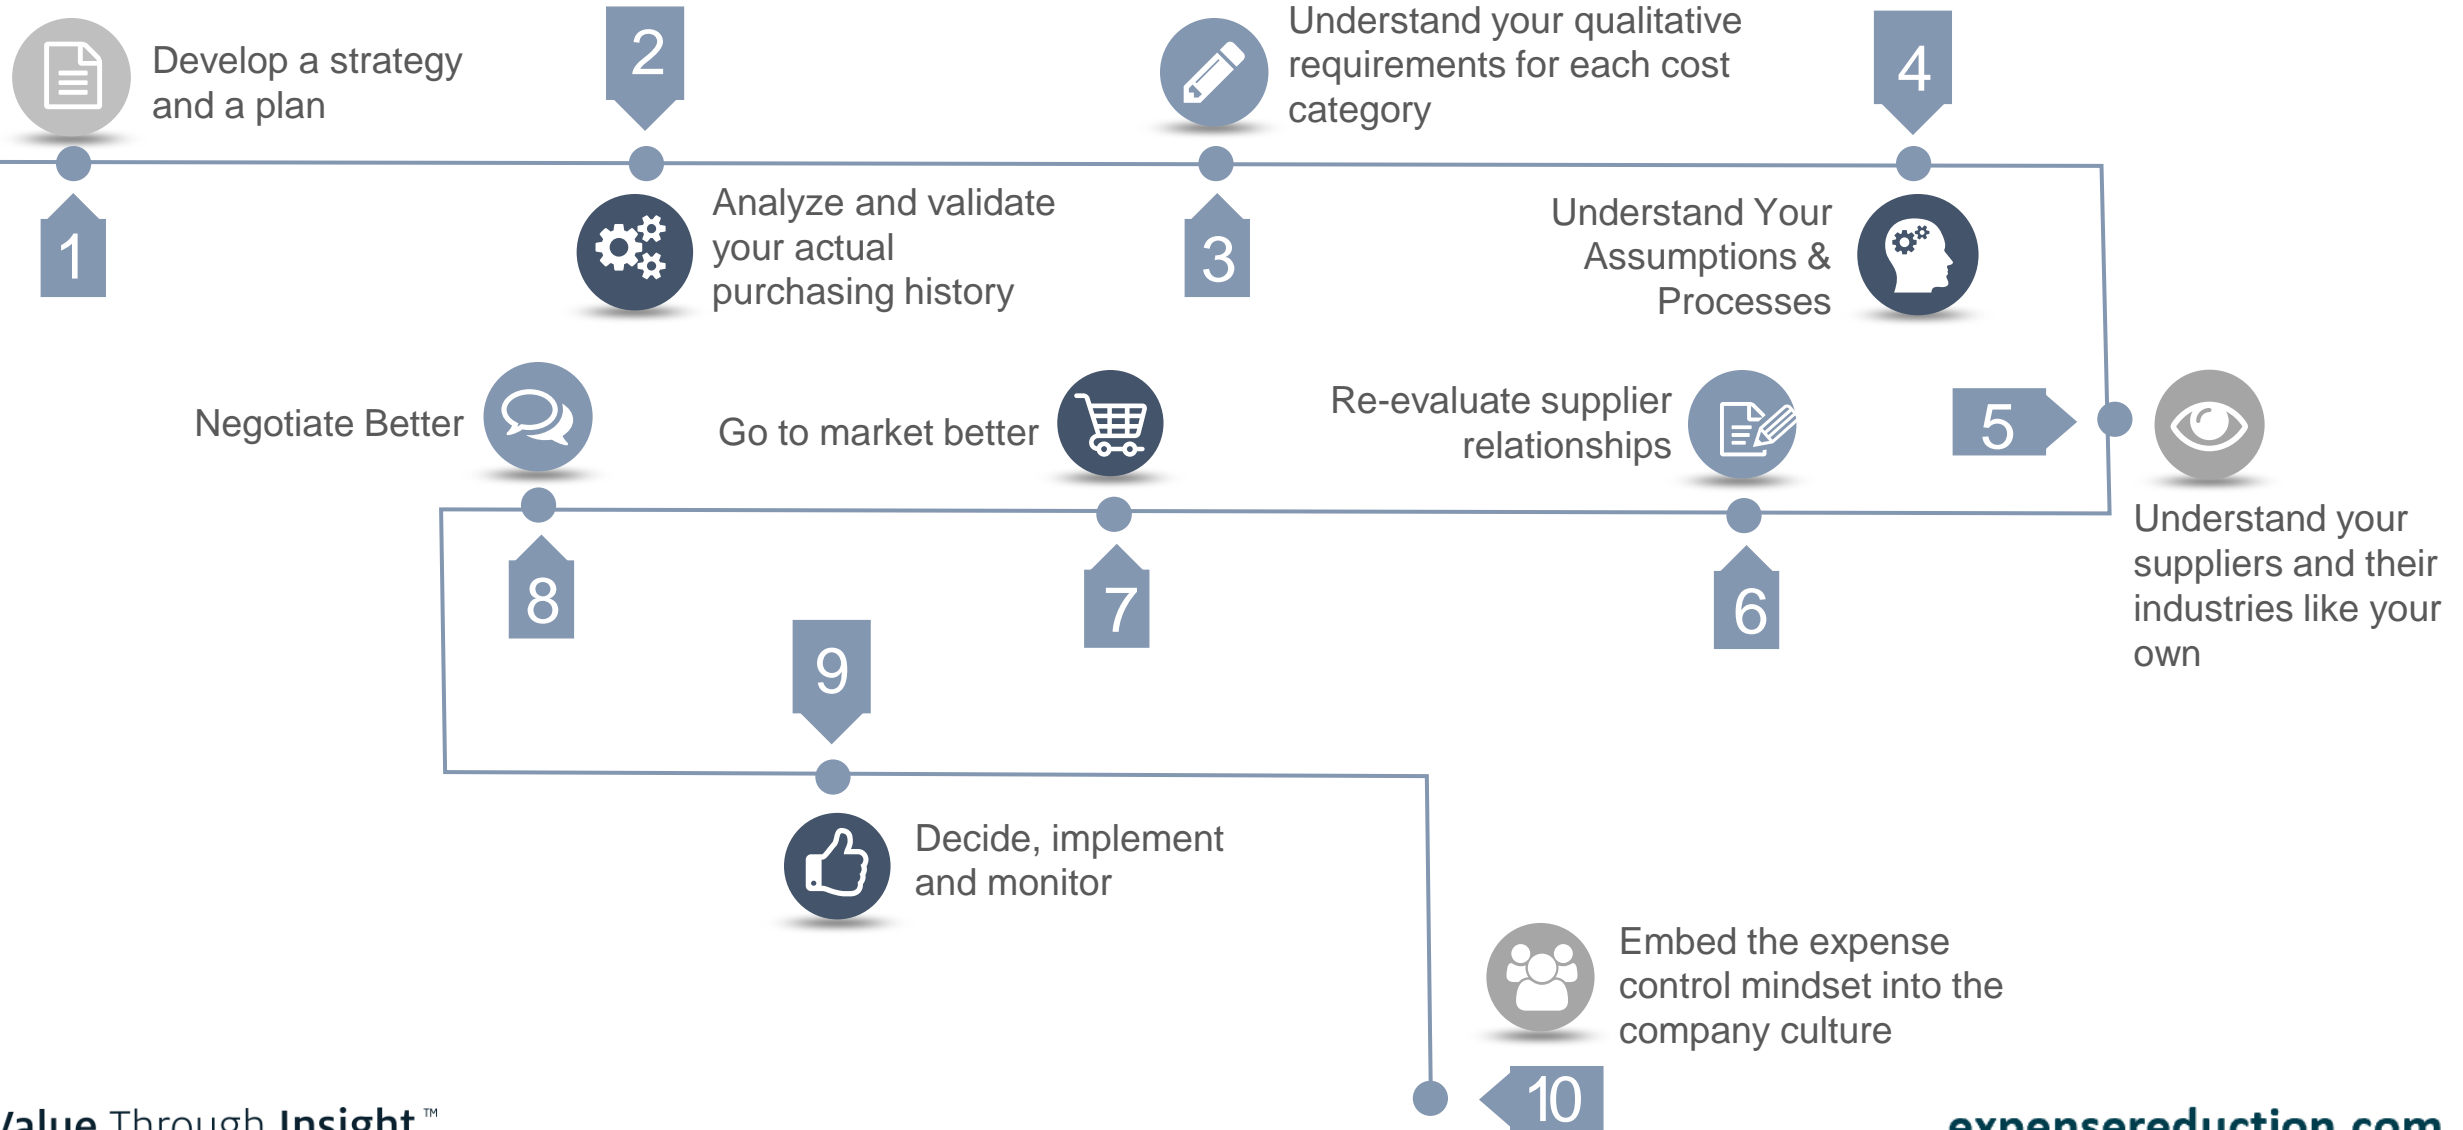 Develop a strategy
and a plan
1
2
Analyze and validate
your actual
purchasing history
Understand your qualitative
requirements for each cost
category
3
4
Understand Your
Assumptions &
Processes
5
Understand your
suppliers and their
industries like your
own
Re-evaluate supplier
relationships
6
Go to market better
7
Negotiate Better
8
9
Decide, implement
and monitor
Embed the expense
control mindset into the
company culture
10
Value Through Insight™
expensereduction.com